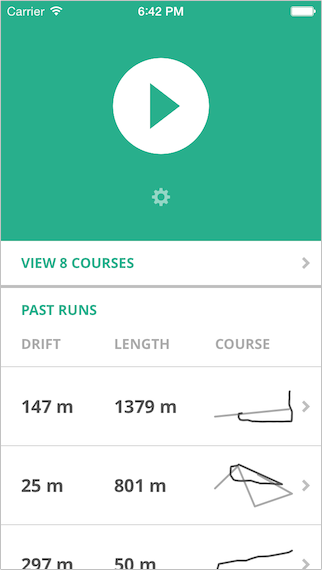 Carrier 6:42 PM
VIEW 8 COURSES
PAST RUNS
DRIFT LENGTH COURSE
147 m 1379 m
25 m 801 m
297 m 50 m